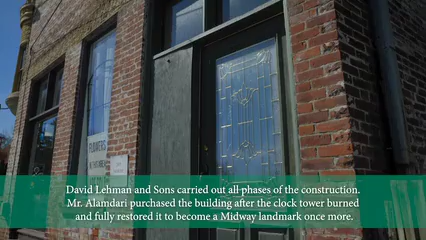 FLOWERS
David Lehman and Sons carried out all phases of the construction.
Mr. Alamdari purchased the building after the clock tower burned
and fully restored it to become a Midway landmark once more.